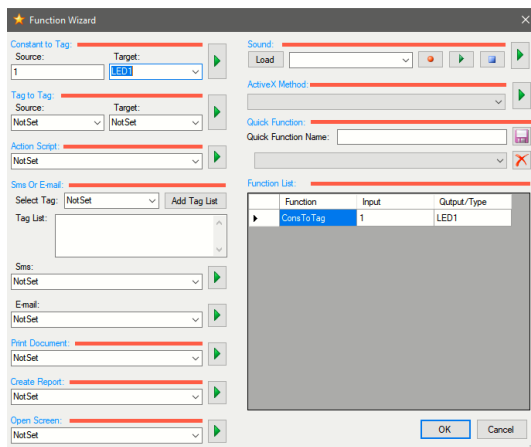 Function Wizard
Constant to Tag:
Source: Target:
1 LED1
Tag to Tag:
Source: Target:
NotSet NotSet
Action Script:
NotSet
Sms Or E-mail:
Select Tag: NotSet Add Tag List
Tag List:
Sms:
NotSet
E-mail:
NotSet
Print Document:
NotSet
Create Report:
NotSet
Open Screen:
NotSet
Sound:
Load
ActiveX Method:
Quick Function:
Quick Function Name:
Function List:
Function Input Qutput/Type
ConsToTag 1 LED1
OK Cancel